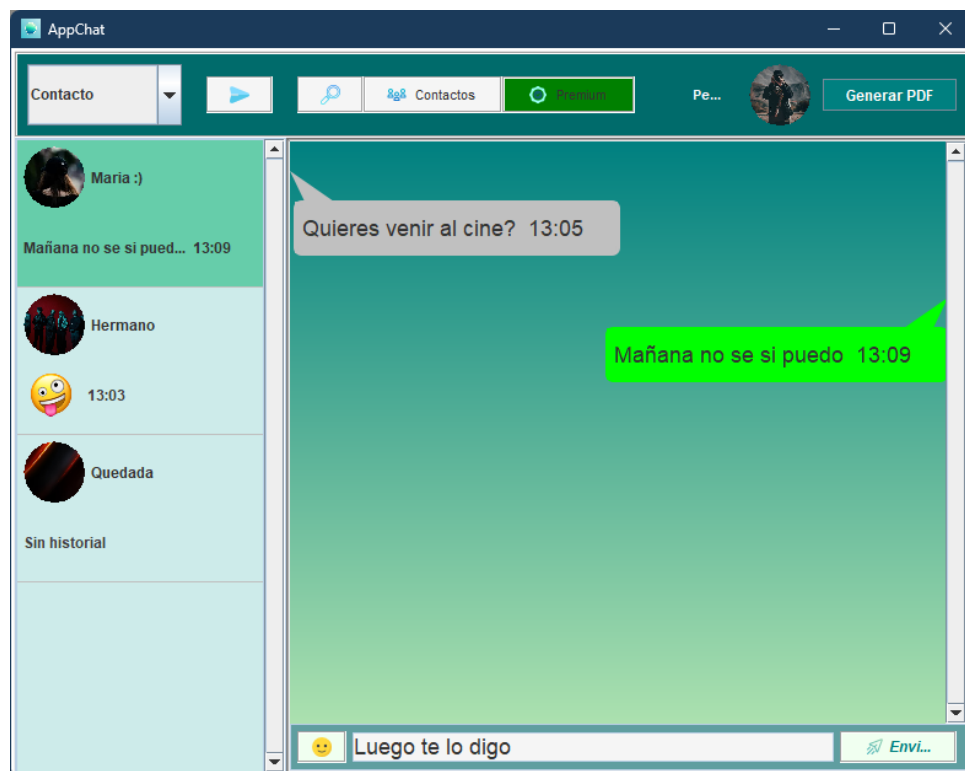 AppChat
Contacto
Contactos
Premium
Pe...
Generar PDF
Maria :)
Mañana no se si pued... 13:09
Hermano
13:03
Quedada
Sin historial
Quieres venir al cine? 13:05
Mañana no se si puedo 13:09
Luego te lo digo
Envi...